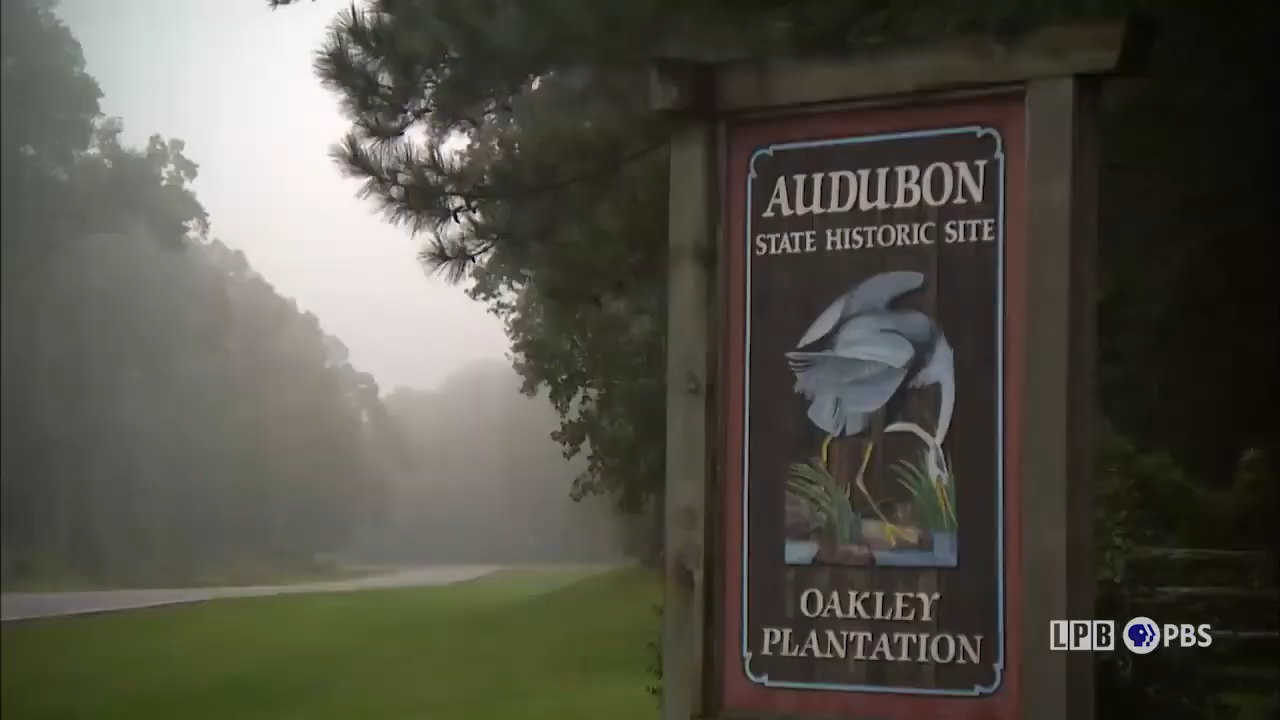 AUDUBON
STATE HISTORIC SITE
OAKLEY
PLANTATION
LPB PBS